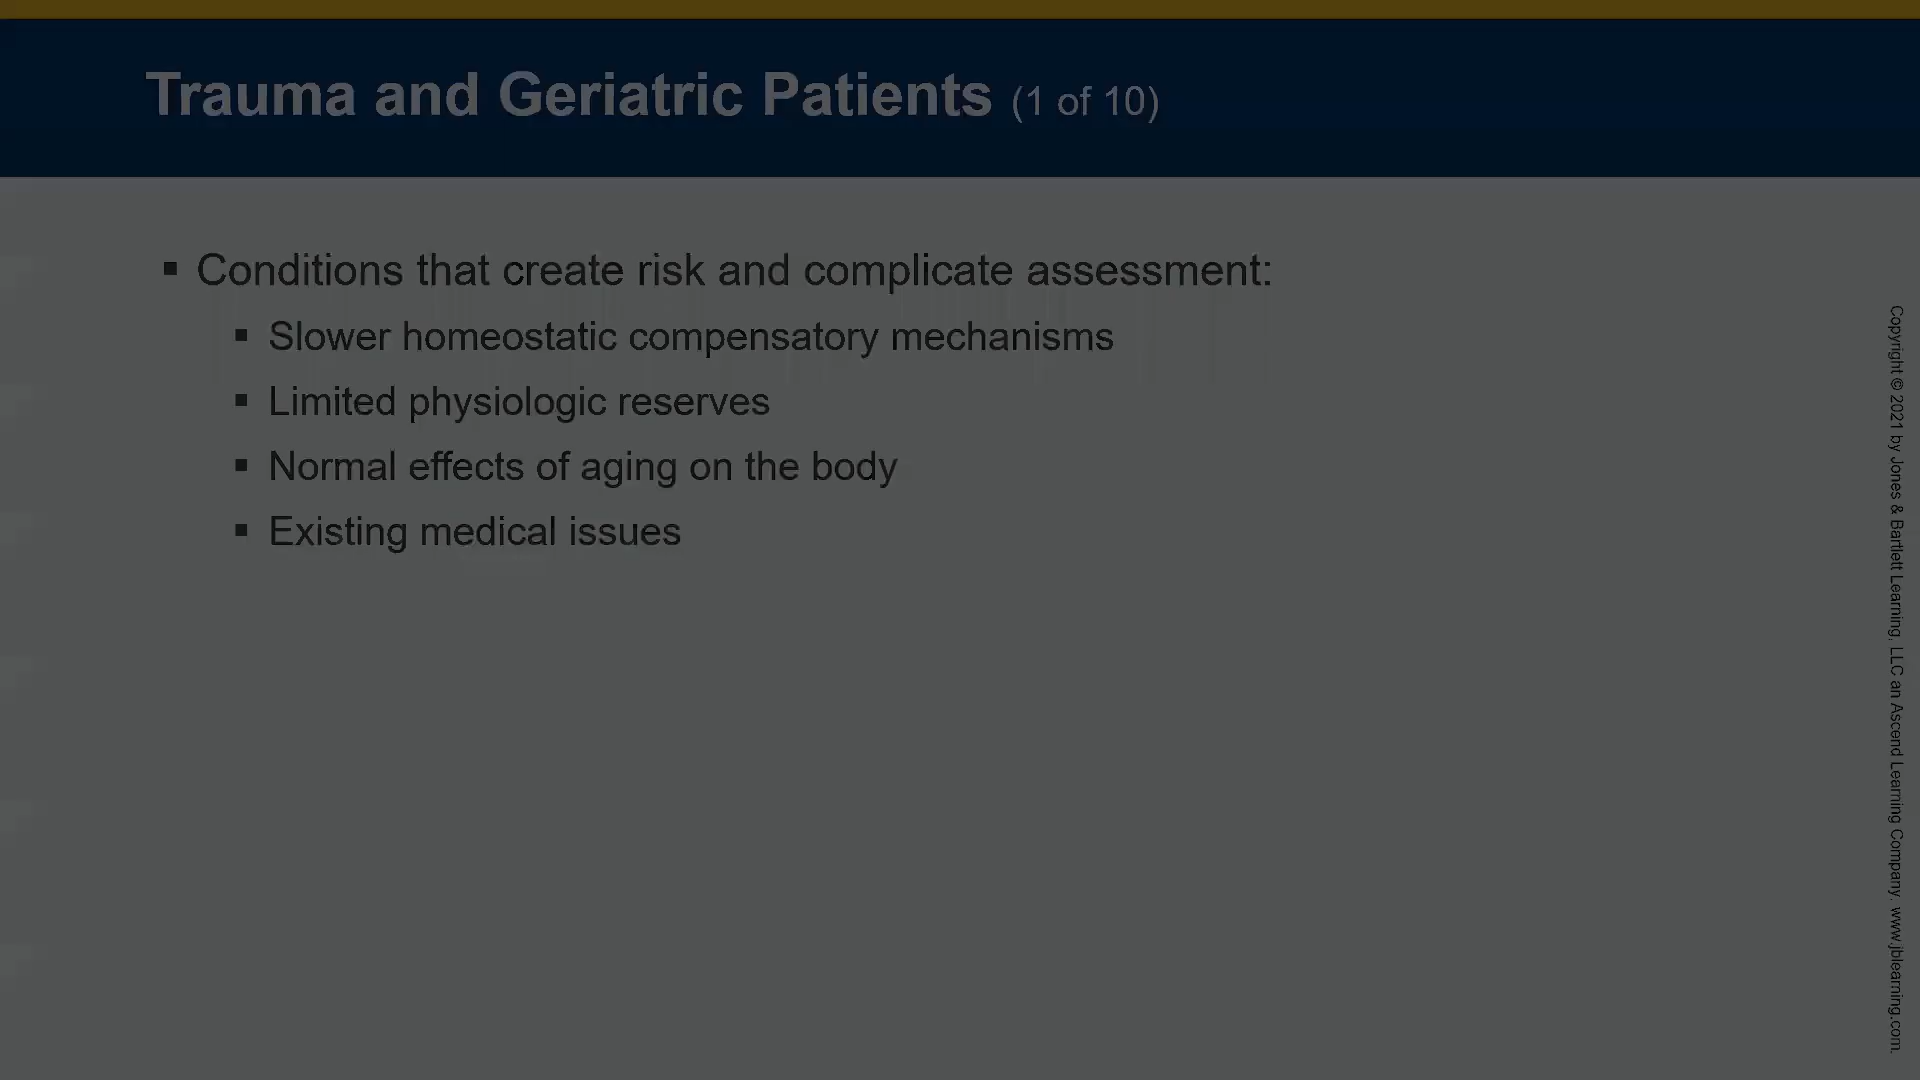 Trauma and Geriatric Patients (1 of 10)
▪ Conditions that create risk and complicate assessment:
▪ Slower homeostatic compensatory mechanisms
▪ Limited physiologic reserves
▪ Normal effects of aging on the body
▪ Existing medical issues
Copyright © 2021 by Jones & Bartlett Learning, LLC an Ascend Learning Company. www.jblearning.com.